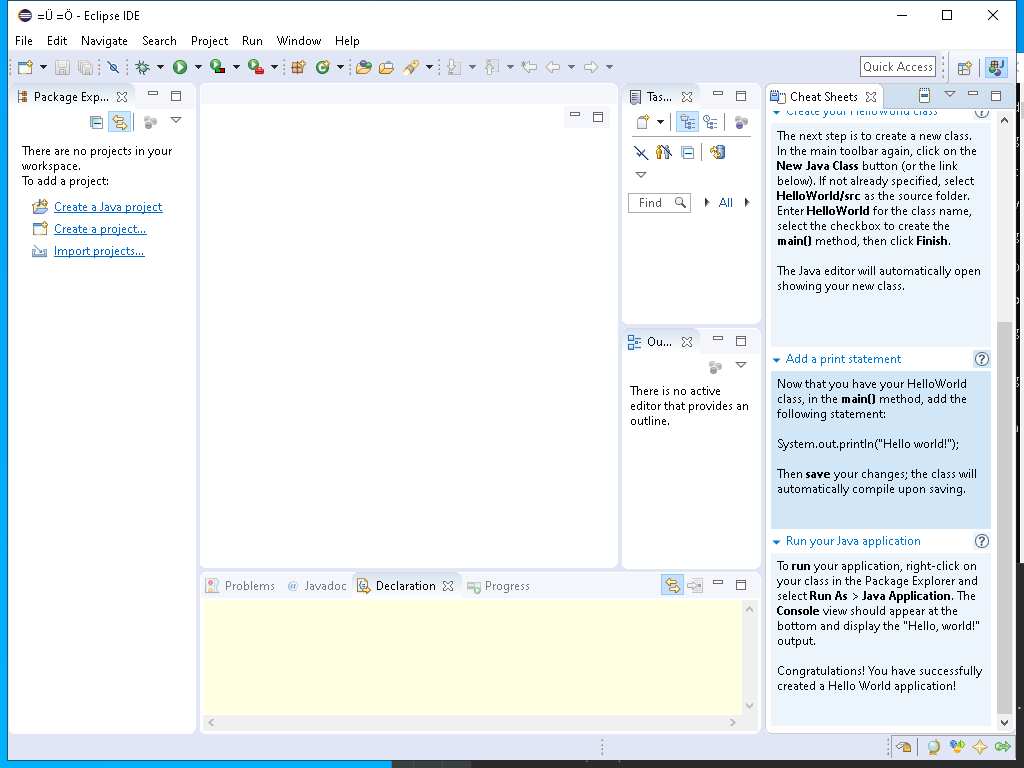 =Ü =Ö - Eclipse IDE
File Edit Navigate Search Project Run Window Help
Quick Access
Package Exp...
There are no projects in your
workspace.
To add a project:
Create a Java project
Create a project...
Import projects...
Tas...
Find
All
Ou...
There is no active
editor that provides an
outline.
Problems
@ Javadoc
Declaration
Progress
Cheat Sheets
Create your HelloWorld class
The next step is to create a new class.
In the main toolbar again, click on the
New Java Class button (or the link
below). If not already specified, select
HelloWorld/src as the source folder.
Enter HelloWorld for the class name,
select the checkbox to create the
main() method, then click Finish.
The Java editor will automatically open
showing your new class.
Add a print statement
Now that you have your HelloWorld
class, in the main() method, add the
following statement:
System.out.println("Hello world!");
Then save your changes; the class will
automatically compile upon saving.
Run your Java application
To run your application, right-click on
your class in the Package Explorer and
select Run As > Java Application. The
Console view should appear at the
bottom and display the "Hello, world!"
output.
Congratulations! You have successfully
created a Hello World application!